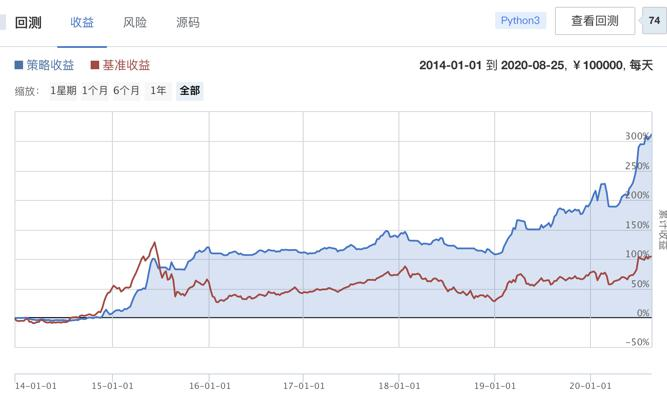 回测 收益 风险 源码 Python3 查看回测 74
策略收益 基准收益 2014-01-01 到 2020-08-25, ￥100000, 每天
缩放： 1星期 1个月 6个月 1年 全部
300%
250%
200%
150%
100%
50%
0%
-50%
累计收益
14-01-01 15-01-01 16-01-01 17-01-01 18-01-01 19-01-01 20-01-01